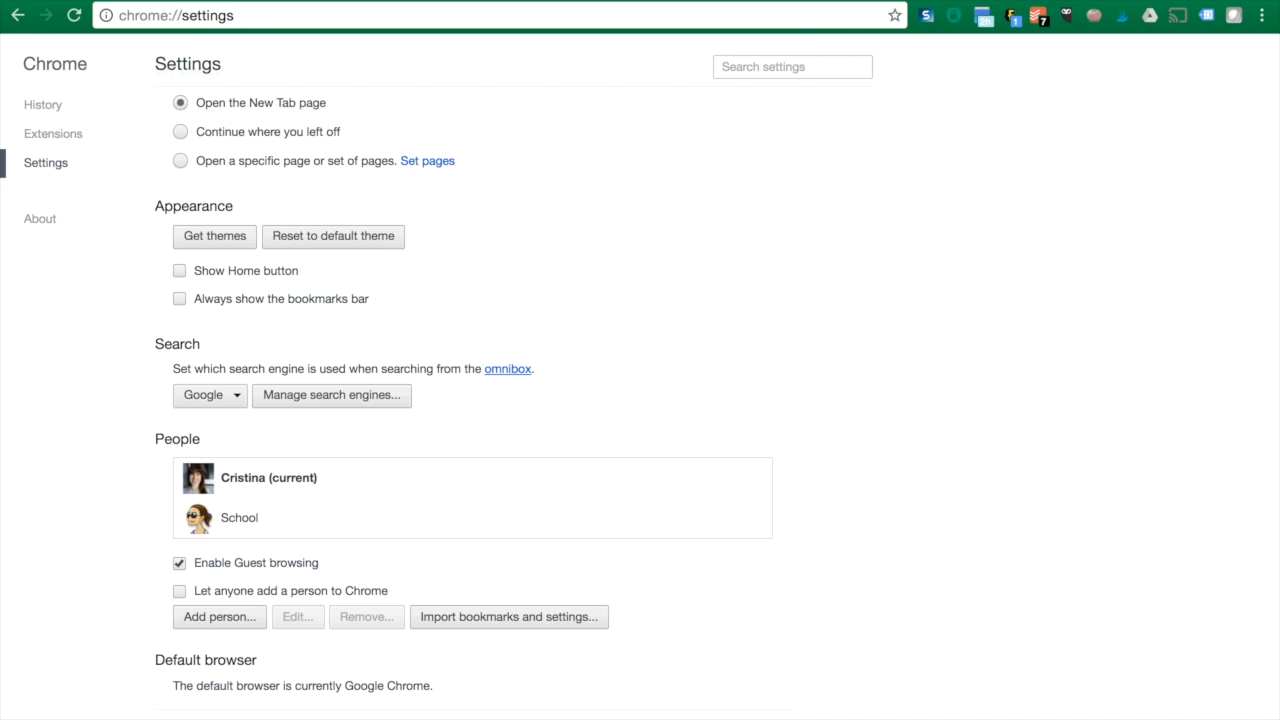 chrome://settings
2h
1
7
Chrome
Settings
Search settings
History
Extensions
Settings
About
Open the New Tab page
Continue where you left off
Open a specific page or set of pages. Set pages
Appearance
Get themes
Reset to default theme
Show Home button
Always show the bookmarks bar
Search
Set which search engine is used when searching from the omnibox.
Google
Manage search engines...
People
Cristina (current)
School
Enable Guest browsing
Let anyone add a person to Chrome
Add person...
Edit...
Remove...
Import bookmarks and settings...
Default browser
The default browser is currently Google Chrome.